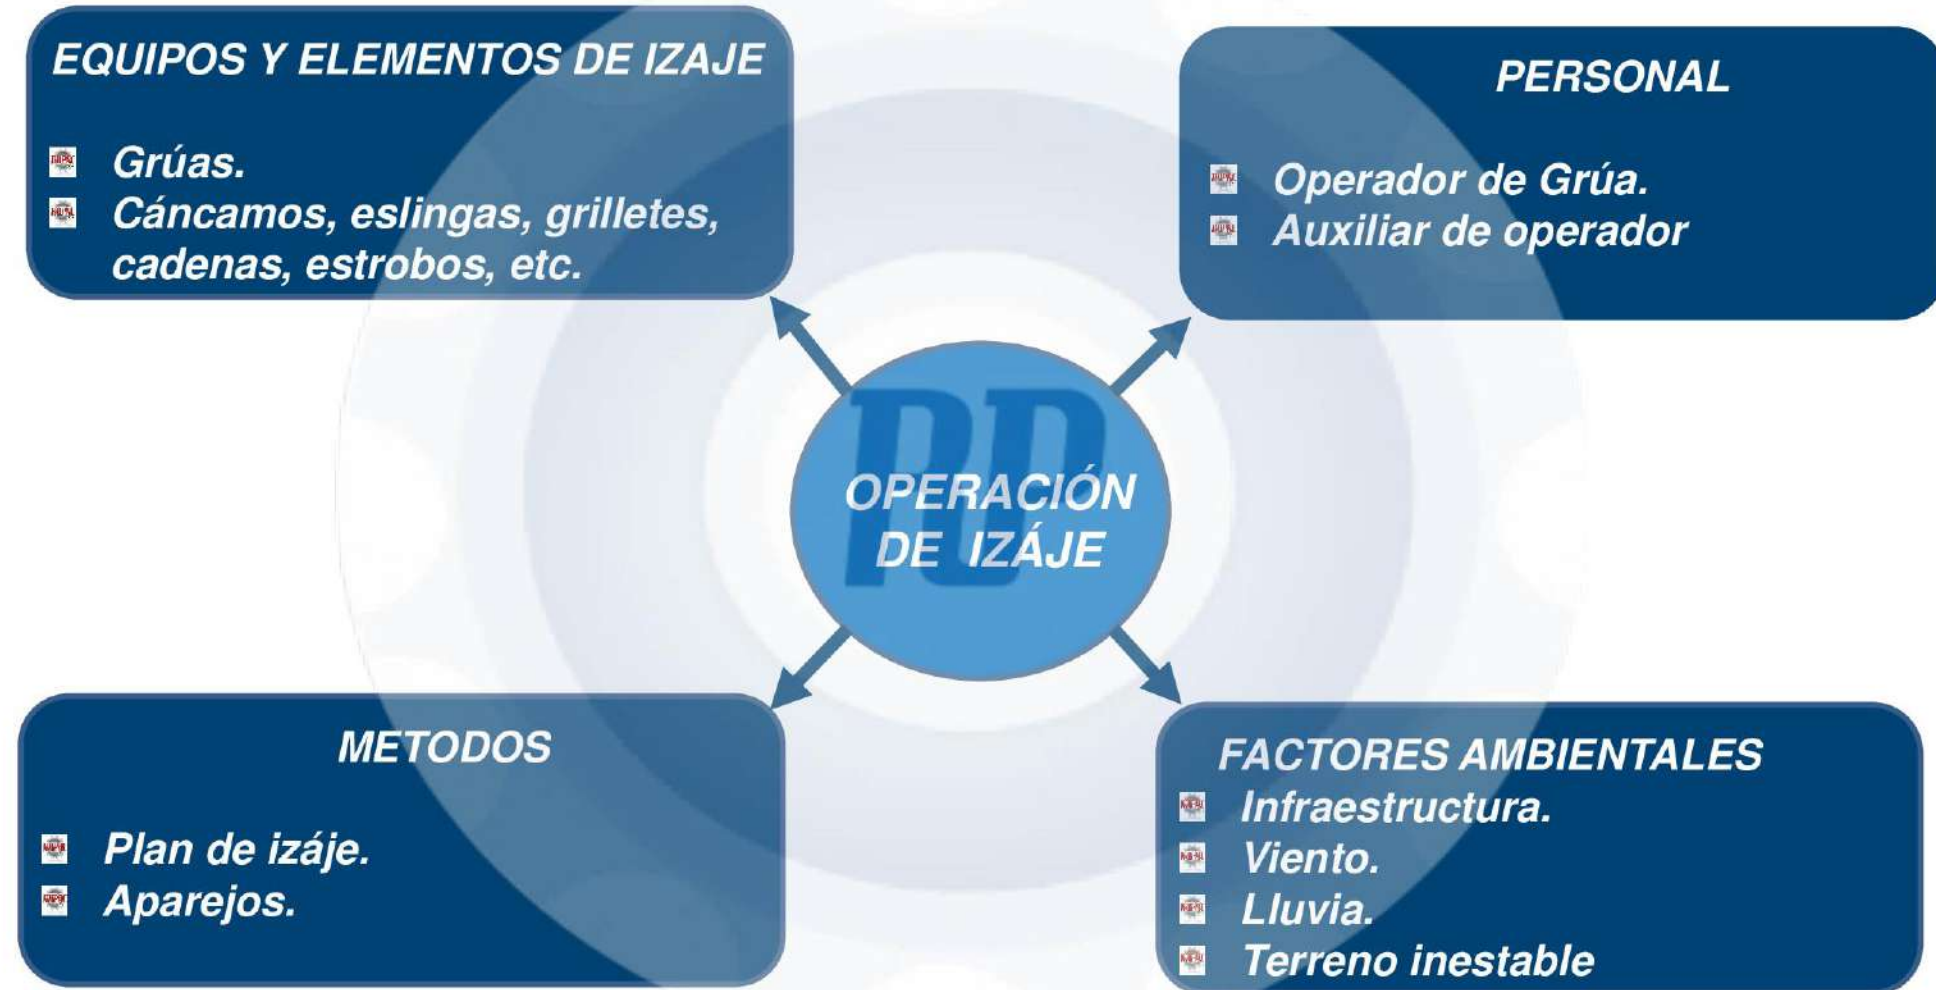 EQUIPOS Y ELEMENTOS DE IZAJE
Grúas.
Cáncamos, eslingas, grilletes,
cadenas, estrobos, etc.
PERSONAL
Operador de Grúa.
Auxiliar de operador
OPERACIÓN
DE IZÁJE
METODOS
Plan de izáje.
Aparejos.
FACTORES AMBIENTALES
Infraestructura.
Viento.
Lluvia.
Terreno inestable